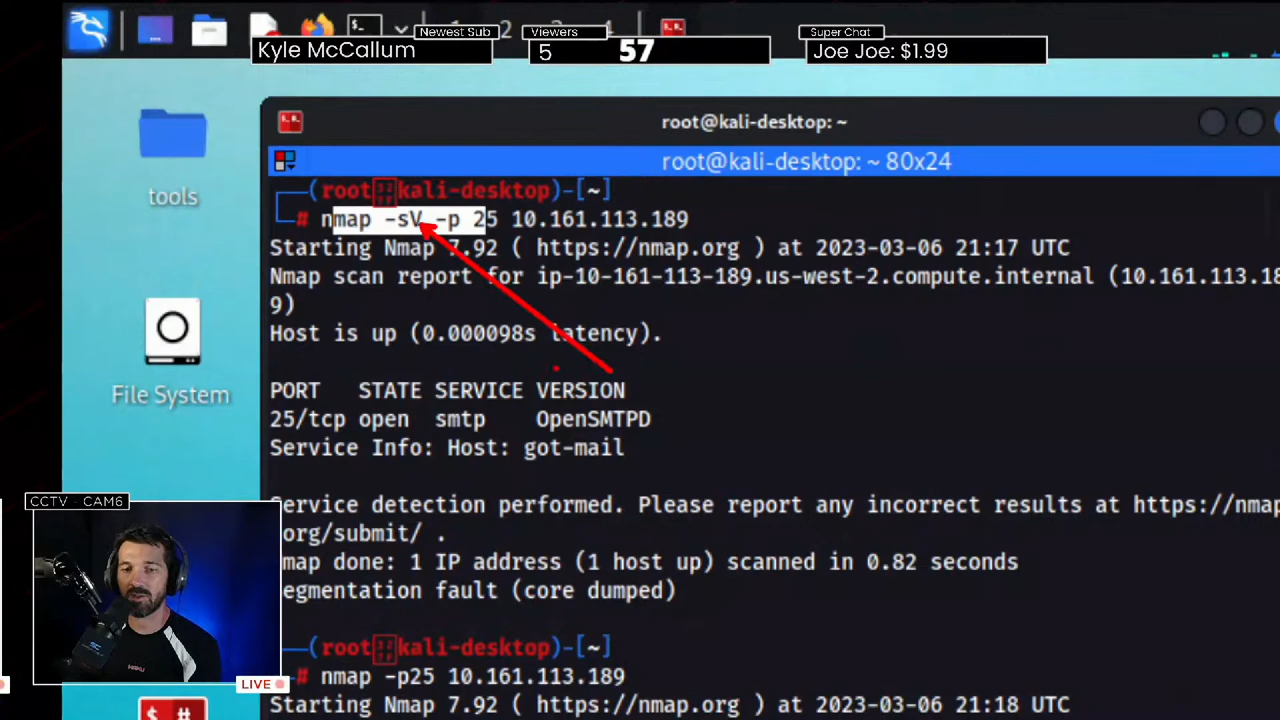 Newest Sub
Kyle McCallum
Viewers
5
57
Super Chat
Joe Joe: $1.99
2
root@kali-desktop: ~
root@kali-desktop: ~ 80x24
tools
File System
(root kali-desktop)-[~]
# nmap -sV -p 25 10.161.113.189
Starting Nmap 7.92 ( https://nmap.org ) at 2023-03-06 21:17 UTC
Nmap scan report for ip-10-161-113-189.us-west-2.compute.internal (10.161.113.18
9)
Host is up (0.000098s latency).
PORT STATE SERVICE VERSION
25/tcp open smtp OpenSMTPD
Service Info: Host: got-mail
Service detection performed. Please report any incorrect results at https://nmap
org/submit/ .
map done: 1 IP address (1 host up) scanned in 0.82 seconds
egmentation fault (core dumped)
(root kali-desktop)-[~]
# nmap -p25 10.161.113.189
Starting Nmap 7.92 ( https://nmap.org ) at 2023-03-06 21:18 UTC
CCTV - CAM6
LIVE
$ #